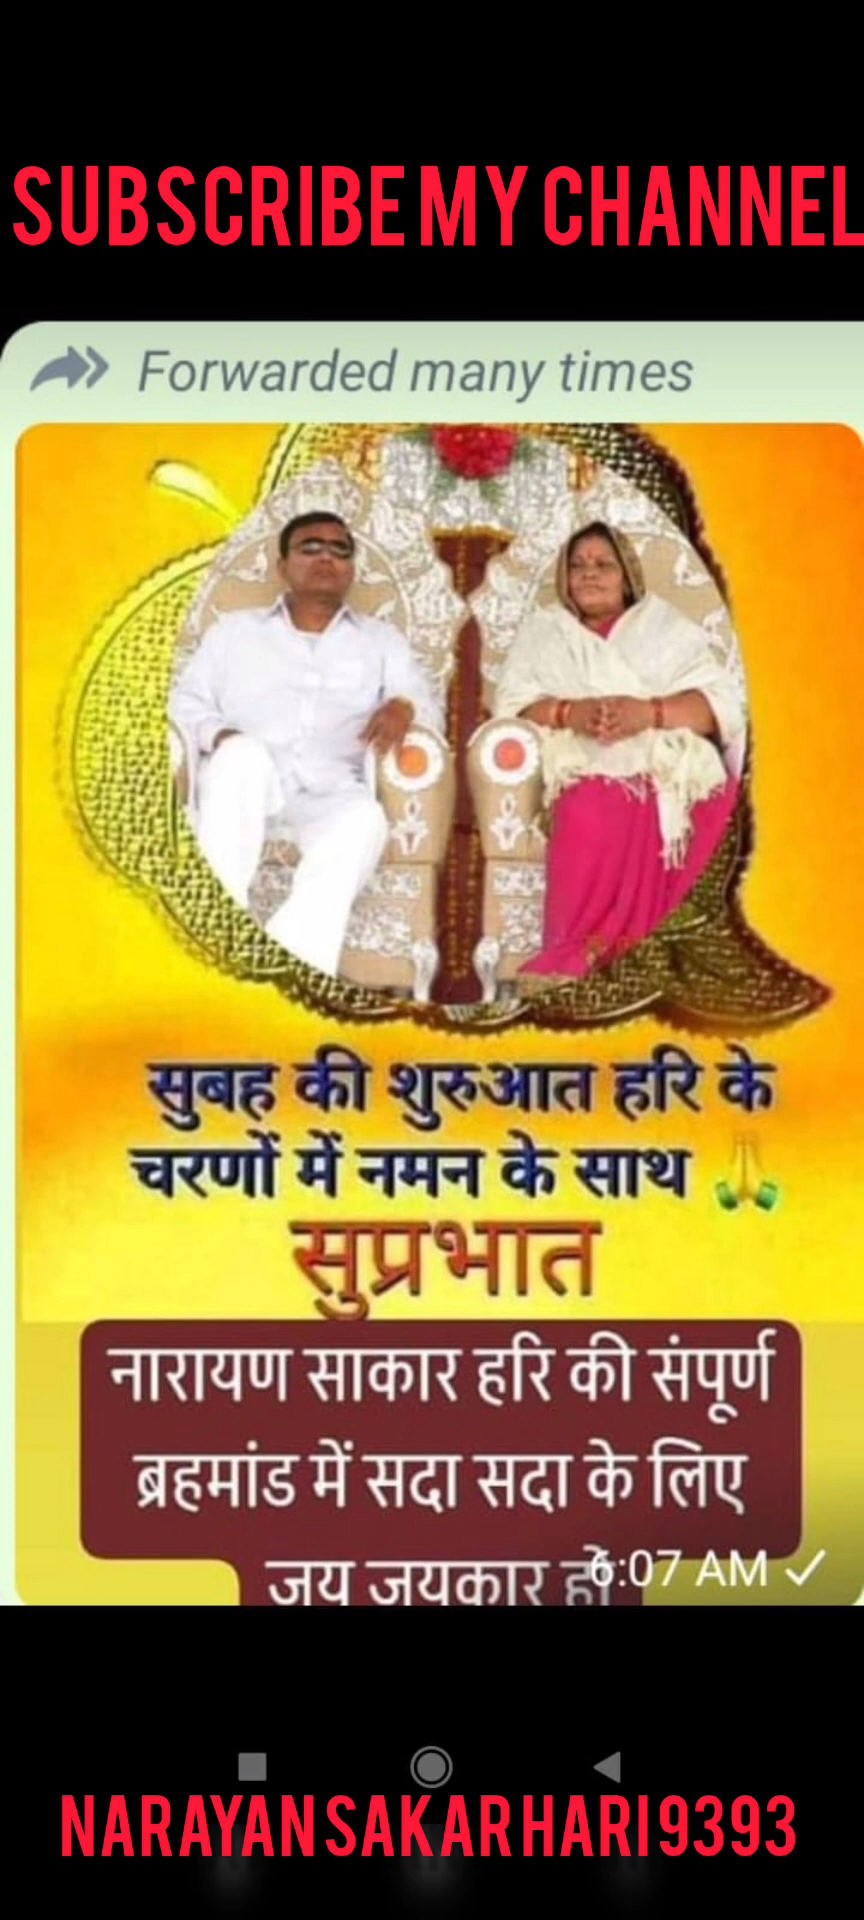 SUBSCRIBE MY CHANNEL
Forwarded many times
सुबह की शुरुआत हरि के
चरणों में नमन के साथ 🙏
सुप्रभात
नारायण साकार हरि की संपूर्ण
ब्रहमांड में सदा सदा के लिए
जय जयकार हो
6:07 AM
NARAYAN SAKAR HARI 9393